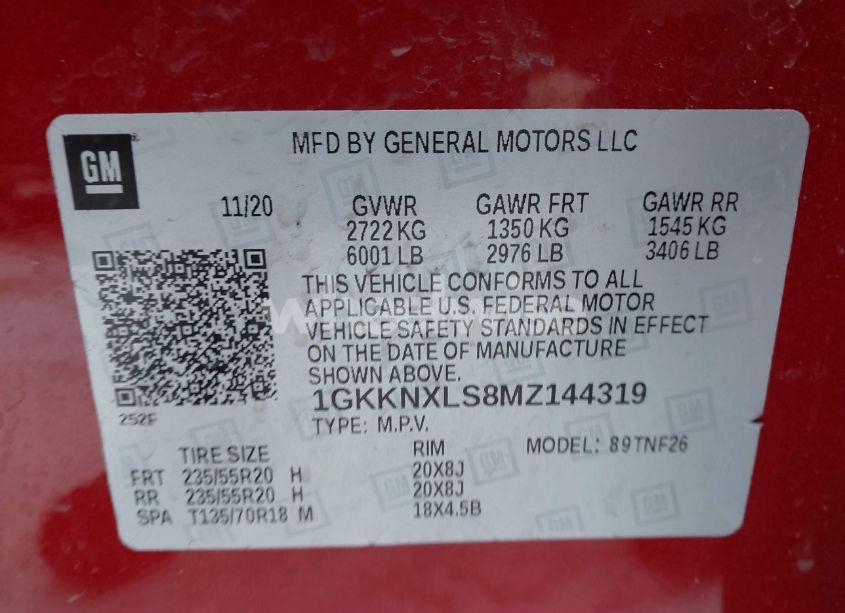 GM
MFD BY GENERAL MOTORS LLC
11/20 GVWR GAWR FRT GAWR RR
2722 KG 1350 KG 1545 KG
6001 LB 2976 LB 3406 LB
THIS VEHICLE CONFORMS TO ALL
APPLICABLE U.S. FEDERAL MOTOR
VEHICLE SAFETY STANDARDS IN EFFECT
ON THE DATE OF MANUFACTURE
SHOWN ABOVE.
1GKKNXLS8MZ144319
252F
TYPE: M.P.V.
TIRE SIZE RIM MODEL: 89TNF26
FRT 235/55R20 H 20X8J
RR 235/55R20 H 20X8J
SPA T135/70R18 M 18X4.5B